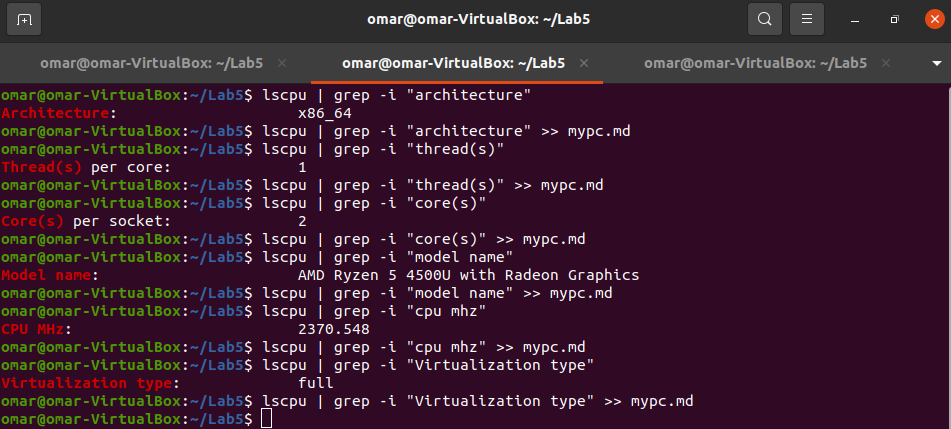 omar@omar-VirtualBox: ~/Lab5
omar@omar-VirtualBox: ~/Lab5 × omar@omar-VirtualBox: ~/Lab5 × omar@omar-VirtualBox: ~/Lab5 ×
omar@omar-VirtualBox:~/Lab5$ lscpu | grep -i "architecture"
Architecture:                    x86_64
omar@omar-VirtualBox:~/Lab5$ lscpu | grep -i "architecture" >> mypc.md
omar@omar-VirtualBox:~/Lab5$ lscpu | grep -i "thread(s)"
Thread(s) per core:              1
omar@omar-VirtualBox:~/Lab5$ lscpu | grep -i "thread(s)" >> mypc.md
omar@omar-VirtualBox:~/Lab5$ lscpu | grep -i "core(s)"
Core(s) per socket:              2
omar@omar-VirtualBox:~/Lab5$ lscpu | grep -i "core(s)" >> mypc.md
omar@omar-VirtualBox:~/Lab5$ lscpu | grep -i "model name"
Model name:                      AMD Ryzen 5 4500U with Radeon Graphics
omar@omar-VirtualBox:~/Lab5$ lscpu | grep -i "model name" >> mypc.md
omar@omar-VirtualBox:~/Lab5$ lscpu | grep -i "cpu mhz"
CPU MHz:                         2370.548
omar@omar-VirtualBox:~/Lab5$ lscpu | grep -i "cpu mhz" >> mypc.md
omar@omar-VirtualBox:~/Lab5$ lscpu | grep -i "Virtualization type"
Virtualization type:             full
omar@omar-VirtualBox:~/Lab5$ lscpu | grep -i "Virtualization type" >> mypc.md
omar@omar-VirtualBox:~/Lab5$